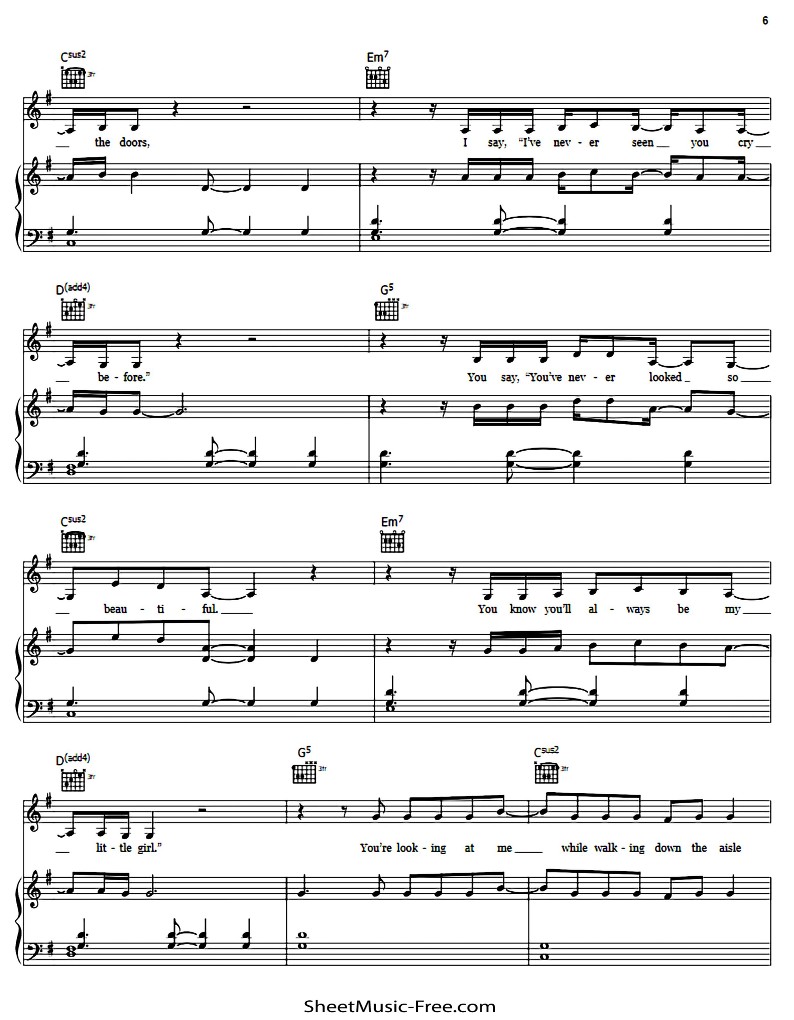 6
Csus2 Em7
3fr
the doors, I say, “I’ve nev - er seen you cry
D(add4) G5
3fr 3fr
be - fore.” You say, “You’ve nev - er looked so
Csus2 Em7
3fr
beau - ti - ful. You know you’ll al - ways be my
D(add4) G5 Csus2
3fr 3fr 3fr
lit - tle girl.” You’re look - ing at me while walk - ing down the aisle
SheetMusic-Free.com